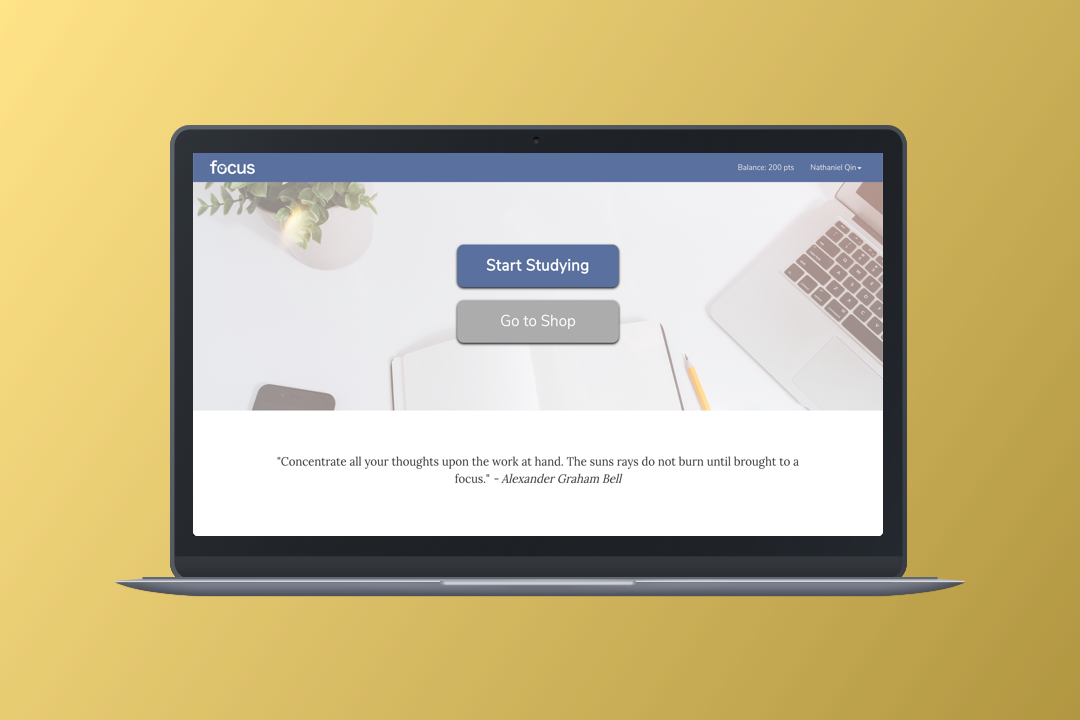 focus
Balance: 200 pts
Nathaniel Qin
Start Studying
Go to Shop
"Concentrate all your thoughts upon the work at hand. The suns rays do not burn until brought to a
focus." - Alexander Graham Bell